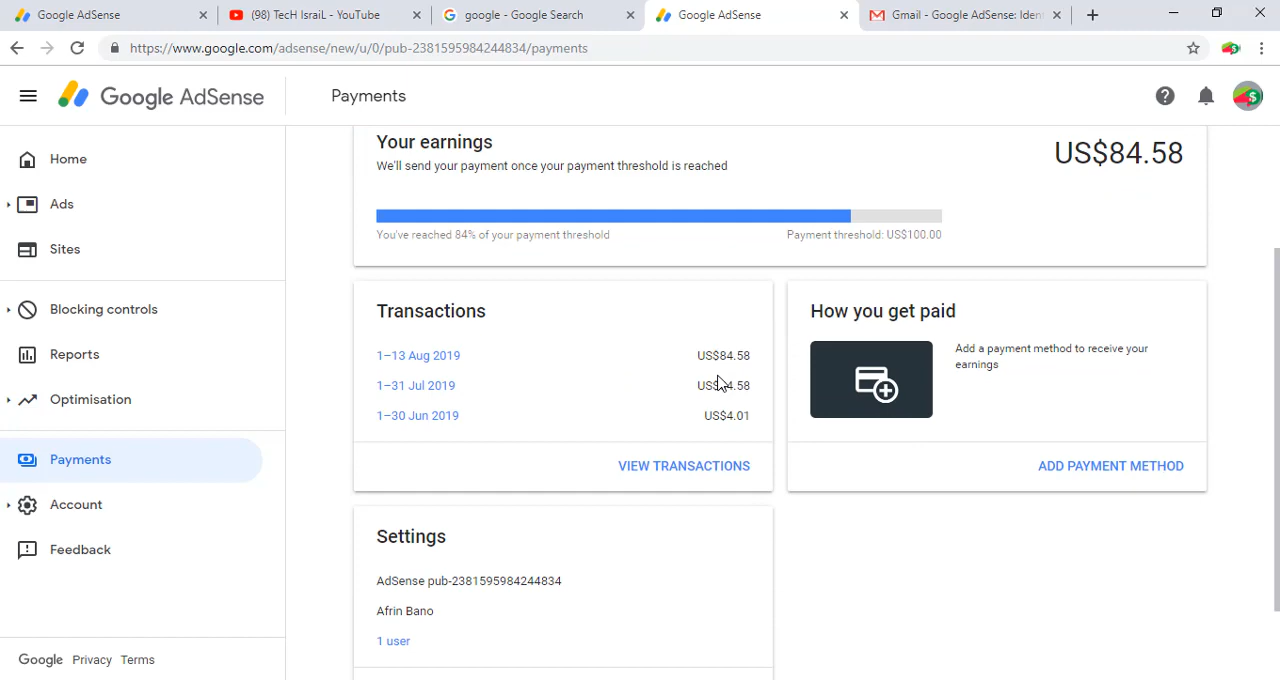 Google AdSense
(98) TecH IsraiL - YouTube
google - Google Search
Google AdSense
Gmail - Google AdSense: Iden
https://www.google.com/adsense/new/u/0/pub-2381595984244834/payments
Google AdSense
Payments
Home
Ads
Sites
Blocking controls
Reports
Optimisation
Payments
Account
Feedback
Google Privacy Terms
Your earnings
US$84.58
We'll send your payment once your payment threshold is reached
You've reached 84% of your payment threshold
Payment threshold: US$100.00
Transactions
1–13 Aug 2019 US$84.58
1–31 Jul 2019
1–30 Jun 2019 US$4.01
VIEW TRANSACTIONS
How you get paid
Add a payment method to receive your
earnings
ADD PAYMENT METHOD
Settings
AdSense pub-2381595984244834
Afrin Bano
1 user